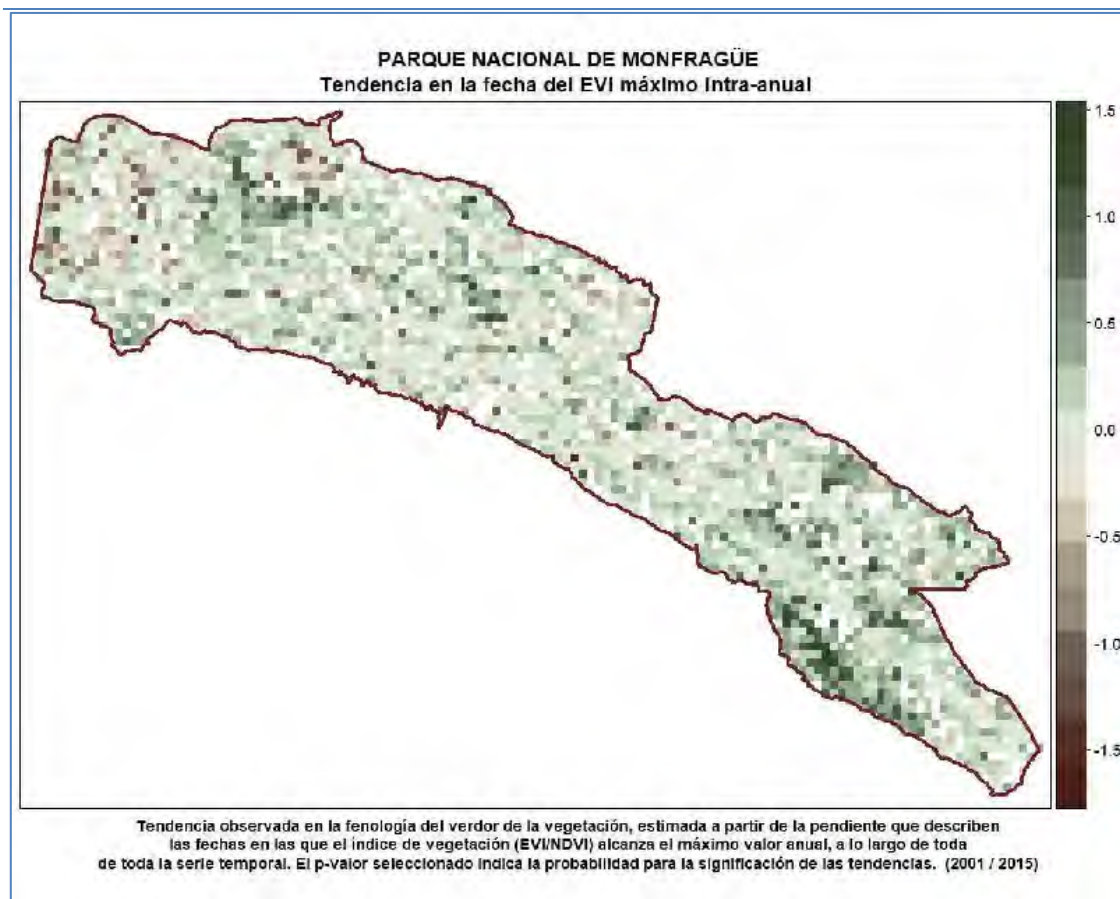 PARQUE NACIONAL DE MONFRAGÜE
Tendencia en la fecha del EVI máximo intra-anual
1.5
1.0
0.5
0.0
-0.5
-1.0
-1.5
Tendencia observada en la fenología del verdor de la vegetación, estimada a partir de la pendiente que describen
las fechas en las que el índice de vegetación (EVI/NDVI) alcanza el máximo valor anual, a lo largo de toda
de toda la serie temporal. El p-valor seleccionado indica la probabilidad para la significación de las tendencias. (2001 / 2015)